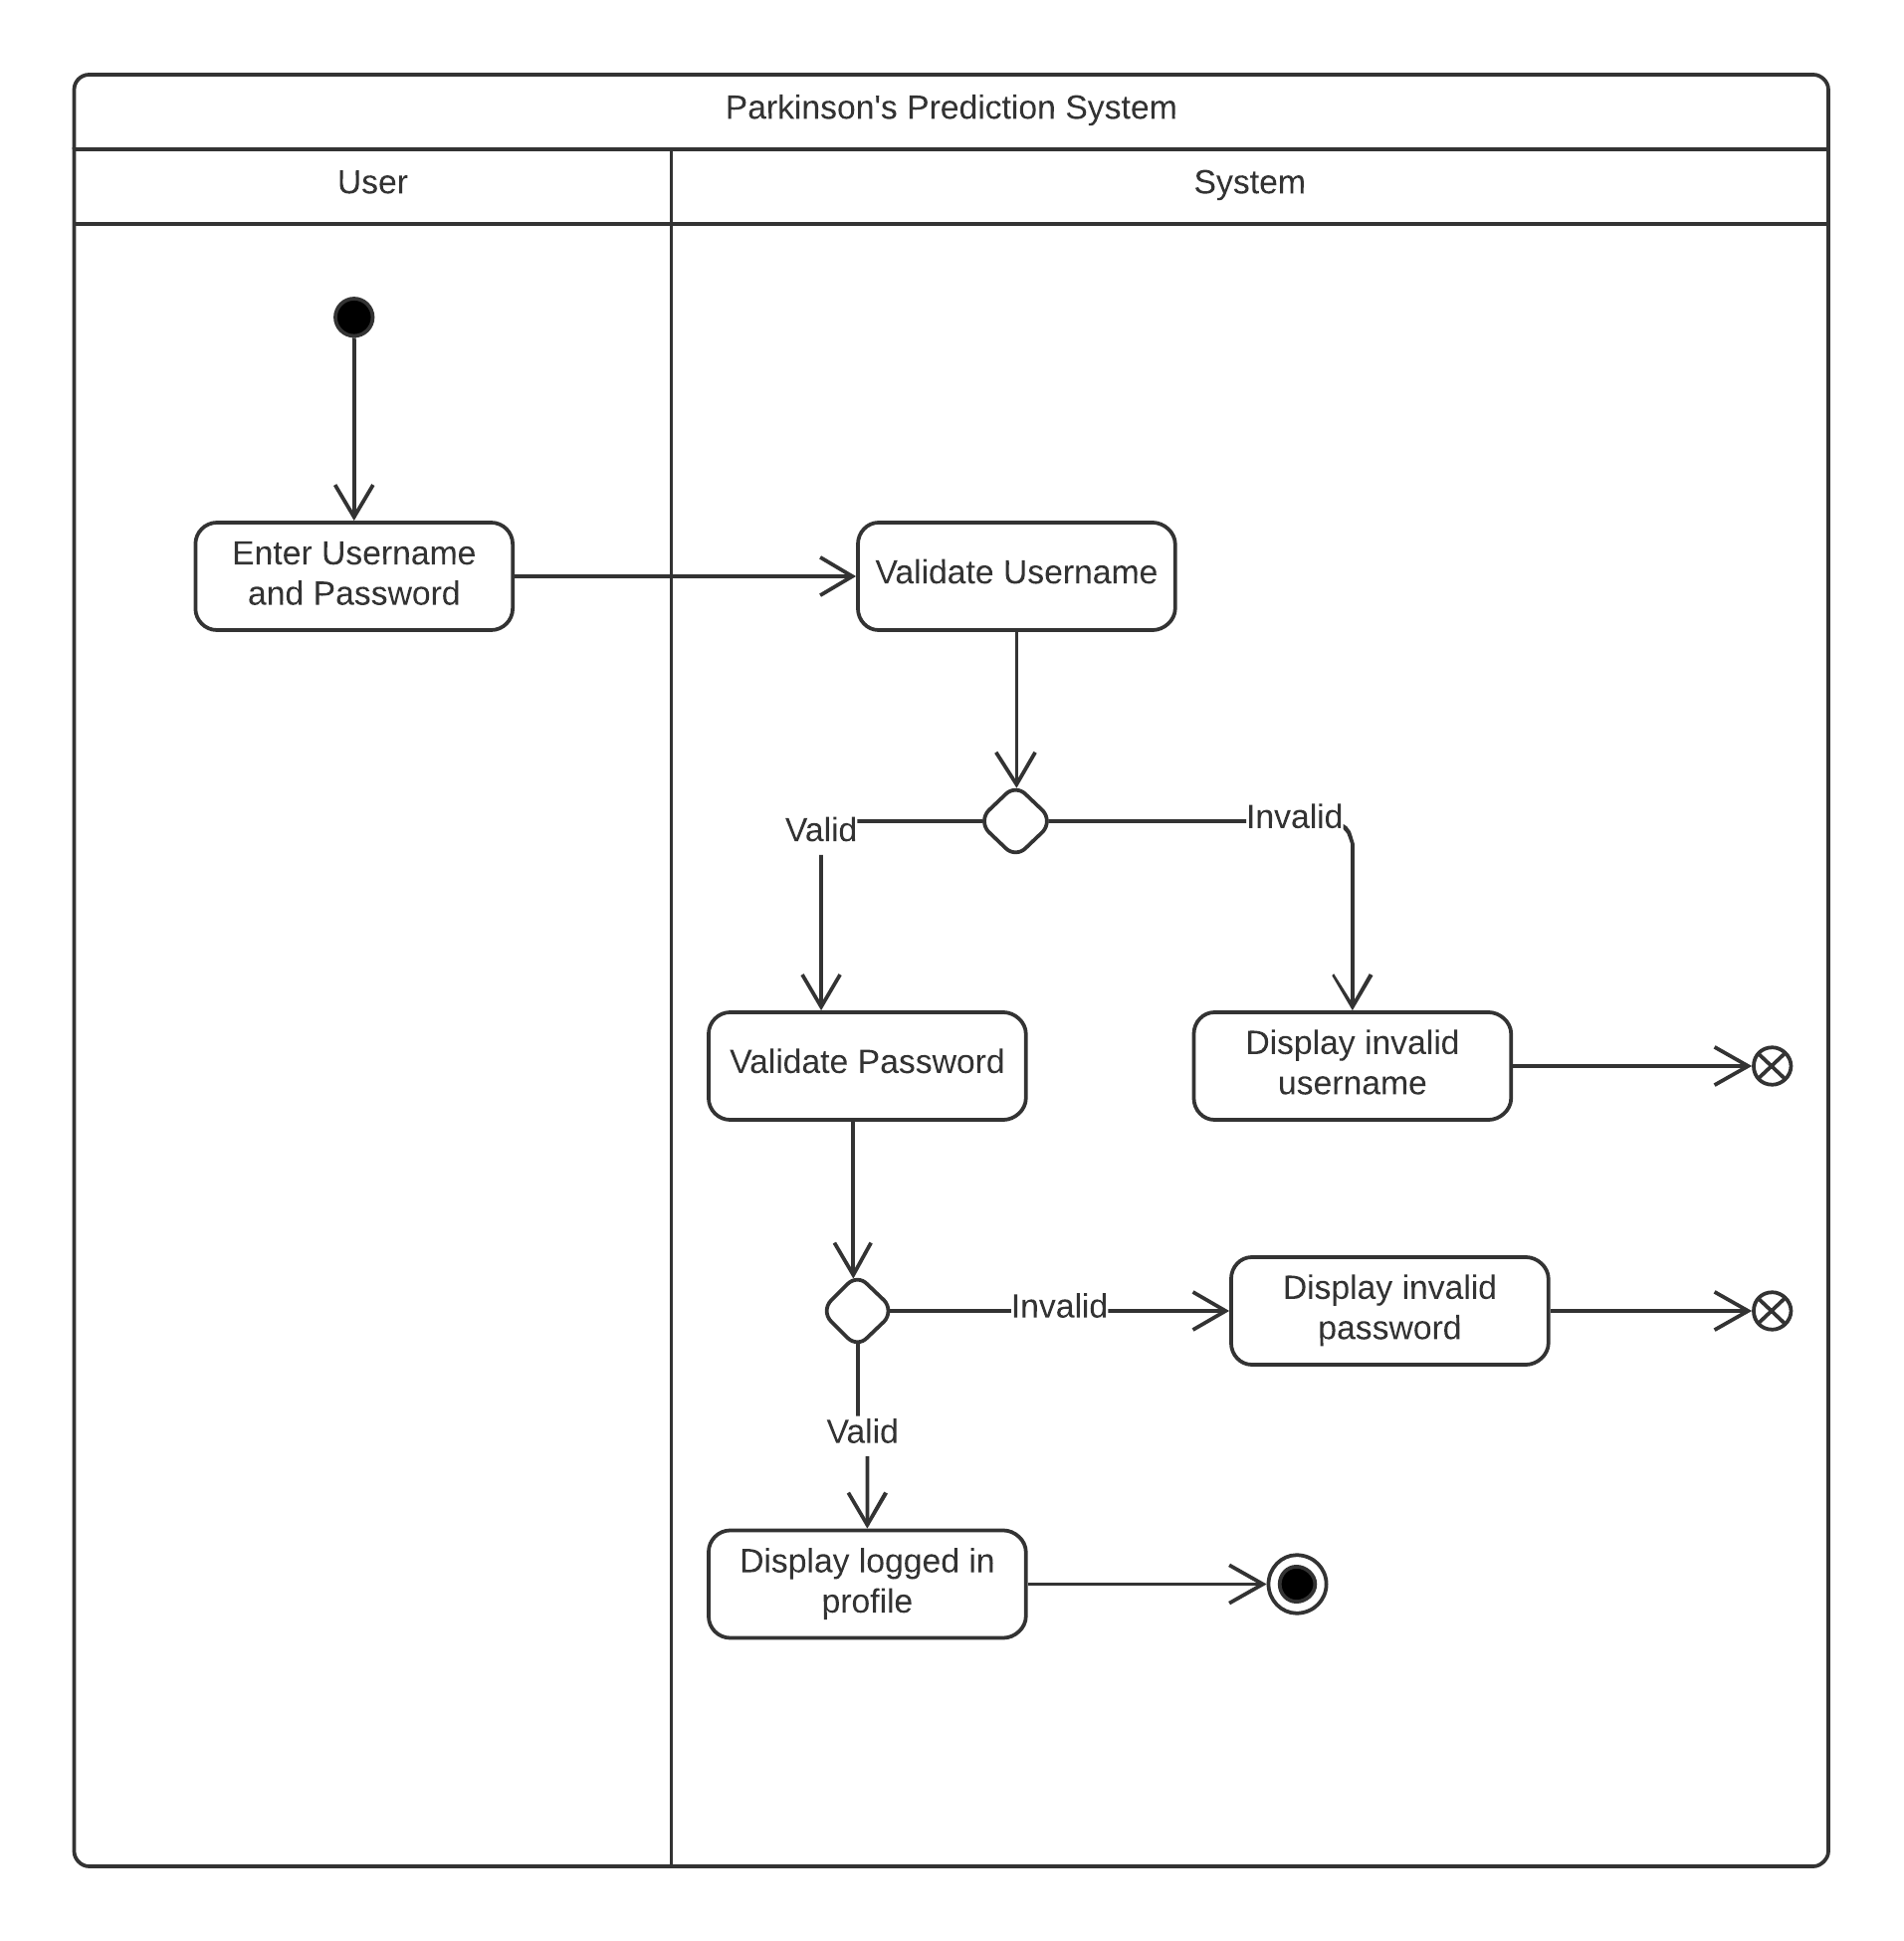 Parkinson's Prediction System
User
System
Enter Username
and Password
Validate Username
Valid
Invalid
Validate Password
Display invalid
username
Invalid
Display invalid
password
Valid
Display logged in
profile